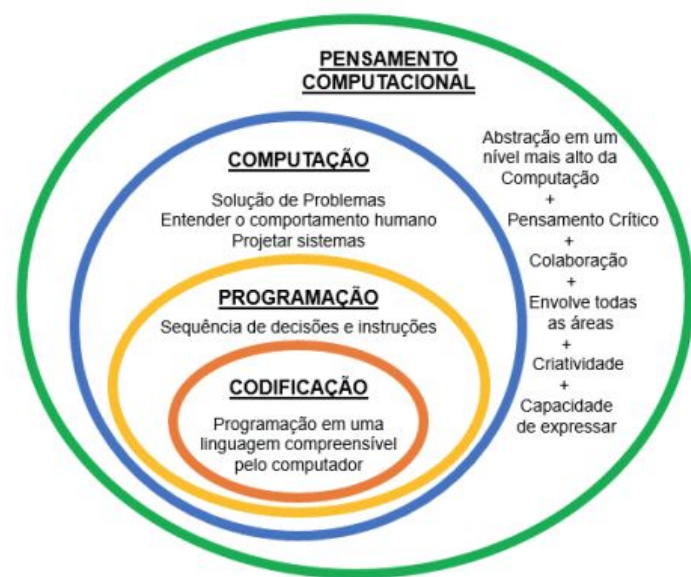 PENSAMENTO
COMPUTACIONAL
Abstração em um
nível mais alto da
Computação
+
Pensamento Crítico
+
Colaboração
+
Envolve todas
as áreas
+
Criatividade
+
Capacidade
de expressar
COMPUTAÇÃO
Solução de Problemas
Entender o comportamento humano
Projetar sistemas
PROGRAMAÇÃO
Sequência de decisões e instruções
CODIFICAÇÃO
Programação em uma
linguagem compreensível
pelo computador